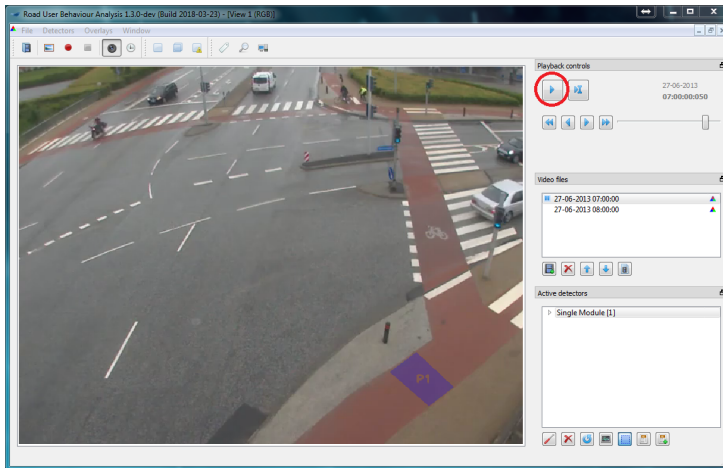 Road User Behaviour Analysis 1.3.0-dev (Build 2018-03-23) - [View 1 (RGB)]
File Detectors Overlays Window
Playback controls
27-06-2013
07:00:00:050
Video files
27-06-2013 07:00:00
27-06-2013 08:00:00
Active detectors
Single Module [1]
P1